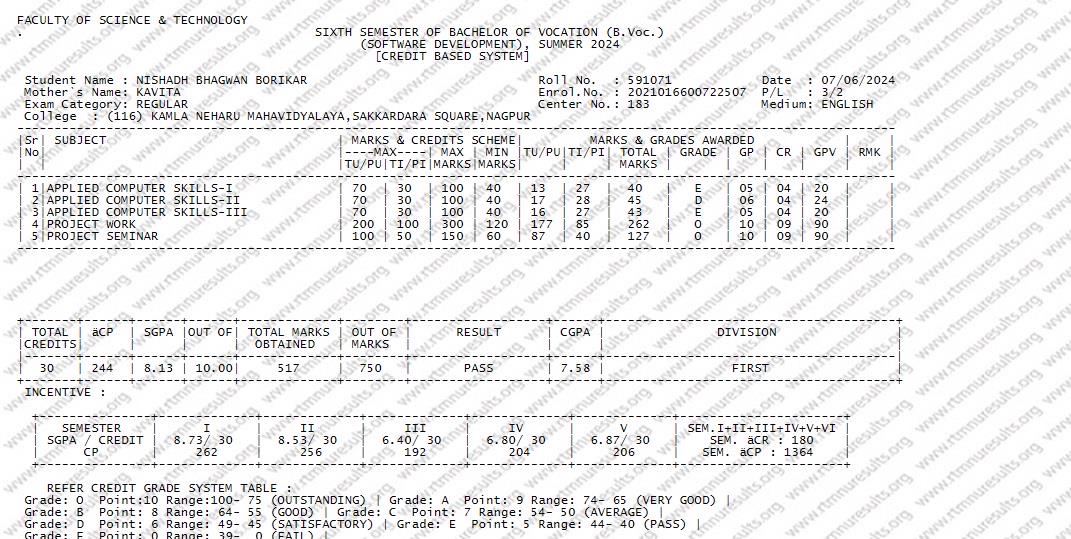 FACULTY OF SCIENCE & TECHNOLOGY
.
SIXTH SEMESTER OF BACHELOR OF VOCATION (B.Voc.)
(SOFTWARE DEVELOPMENT), SUMMER 2024
[CREDIT BASED SYSTEM]
Student Name : NISHADH BHAGWAN BORIKAR Roll No. : 591071 Date : 07/06/2024
Mother`s Name: KAVITA Enrol.No. : 2021016600722507 P/L : 3/2
Exam Category: REGULAR Center No.: 183 Medium: ENGLISH
College : (116) KAMLA NEHARU MAHAVIDYALAYA,SAKKARDARA SQUARE,NAGPUR
|Sr| SUBJECT | MARKS & CREDITS SCHEME| MARKS & GRADES AWARDED | |
|No| |----MAX----| MAX | MIN |TU/PU|TI/PI| TOTAL | GRADE | GP | CR | GPV | RMK |
| | |TU/PU|TI/PI|MARKS|MARKS| | | MARKS | | | | | |
| 1|APPLIED COMPUTER SKILLS-I | 70 | 30 | 100 | 40 | 13 | 27 | 40 | E | 05 | 04 | 20 | |
| 2|APPLIED COMPUTER SKILLS-II | 70 | 30 | 100 | 40 | 17 | 28 | 45 | D | 06 | 04 | 24 | |
| 3|APPLIED COMPUTER SKILLS-III | 70 | 30 | 100 | 40 | 16 | 27 | 43 | E | 05 | 04 | 20 | |
| 4|PROJECT WORK | 200 | 100 | 300 | 120 | 177 | 85 | 262 | O | 10 | 09 | 90 | |
| 5|PROJECT SEMINAR | 100 | 50 | 150 | 60 | 87 | 40 | 127 | O | 10 | 09 | 90 | |
| TOTAL | äCP | SGPA |OUT OF| TOTAL MARKS | OUT OF | RESULT | CGPA | DIVISION |
|CREDITS| | | | OBTAINED | MARKS | | | |
| 30 | 244 | 8.13 | 10.00| 517 | 750 | PASS | 7.58 | FIRST |
INCENTIVE :
| SEMESTER | I | II | III | IV | V | SEM.I+II+III+IV+V+VI |
| SGPA / CREDIT | 8.73/ 30 | 8.53/ 30 | 6.40/ 30 | 6.80/ 30 | 6.87/ 30 | SEM. äCR : 180 |
| CP | 262 | 256 | 192 | 204 | 206 | SEM. äCP : 1364 |
REFER CREDIT GRADE SYSTEM TABLE :
Grade: O Point:10 Range:100- 75 (OUTSTANDING) | Grade: A Point: 9 Range: 74- 65 (VERY GOOD) |
Grade: B Point: 8 Range: 64- 55 (GOOD) | Grade: C Point: 7 Range: 54- 50 (AVERAGE) |
Grade: D Point: 6 Range: 49- 45 (SATISFACTORY) | Grade: E Point: 5 Range: 44- 40 (PASS) |
Grade: F Point: 0 Range: 39- 0 (FAIL) |
www.rtmnuresults.org